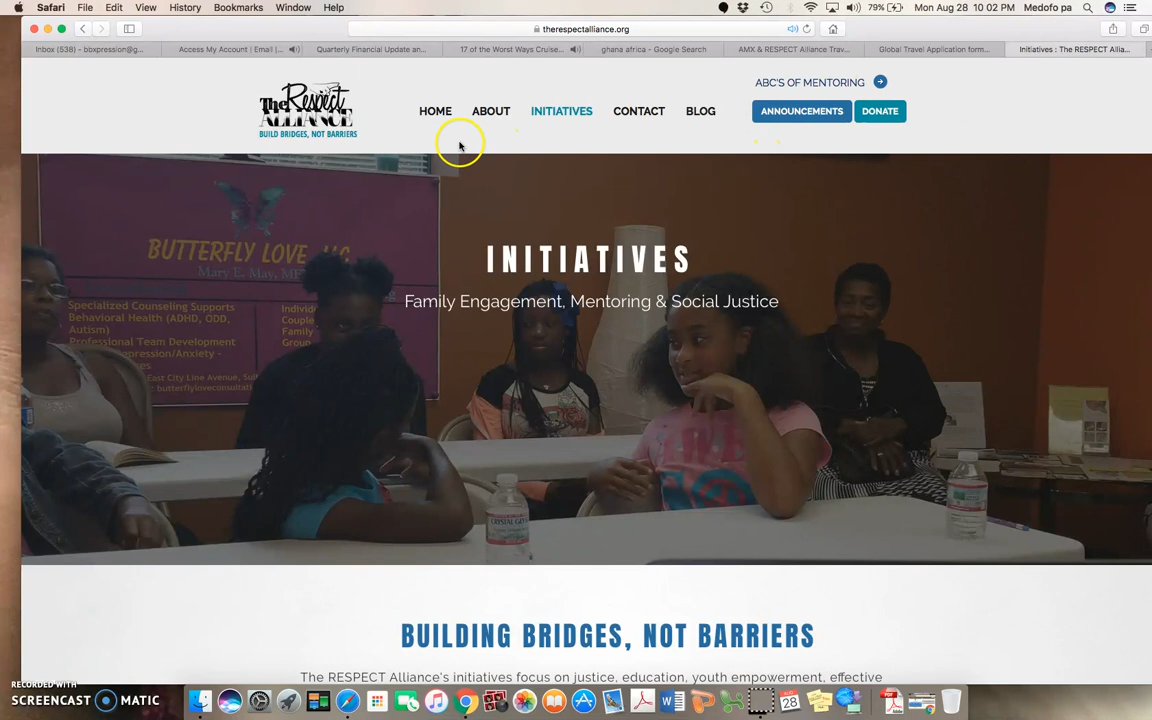 Safari File Edit View History Bookmarks Window Help 79% Mon Aug 28 10:02 PM Medofo pa
therespectalliance.org
Inbox (538) - bbxpression@g... Access My Account | Email |... Quarterly Financial Update an... 17 of the Worst Ways Cruise... ghana africa - Google Search AMX & RESPECT Alliance Trav... Global Travel Application form... Initiatives : The RESPECT Allia...
ABC'S OF MENTORING
The Respect
ALLIANCE
BUILD BRIDGES, NOT BARRIERS
HOME ABOUT INITIATIVES CONTACT BLOG ANNOUNCEMENTS DONATE
BUTTERFLY LOVE, LLC
Mary E. May,
Specialized Counseling Supports
Behavioral Health (ADHD, ODD,
Autism)
Professional Team Development
Depression/Anxiety -
Individ
Couple
Family
Group
East City Line Avenue,
butterflyloveconsultati
INITIATIVES
Family Engagement, Mentoring & Social Justice
CRYSTAL GEYSER
BUILDING BRIDGES, NOT BARRIERS
The RESPECT Alliance's initiatives focus on justice, education, youth empowerment, effective
RECORDED WITH
SCREENCAST MATIC
28